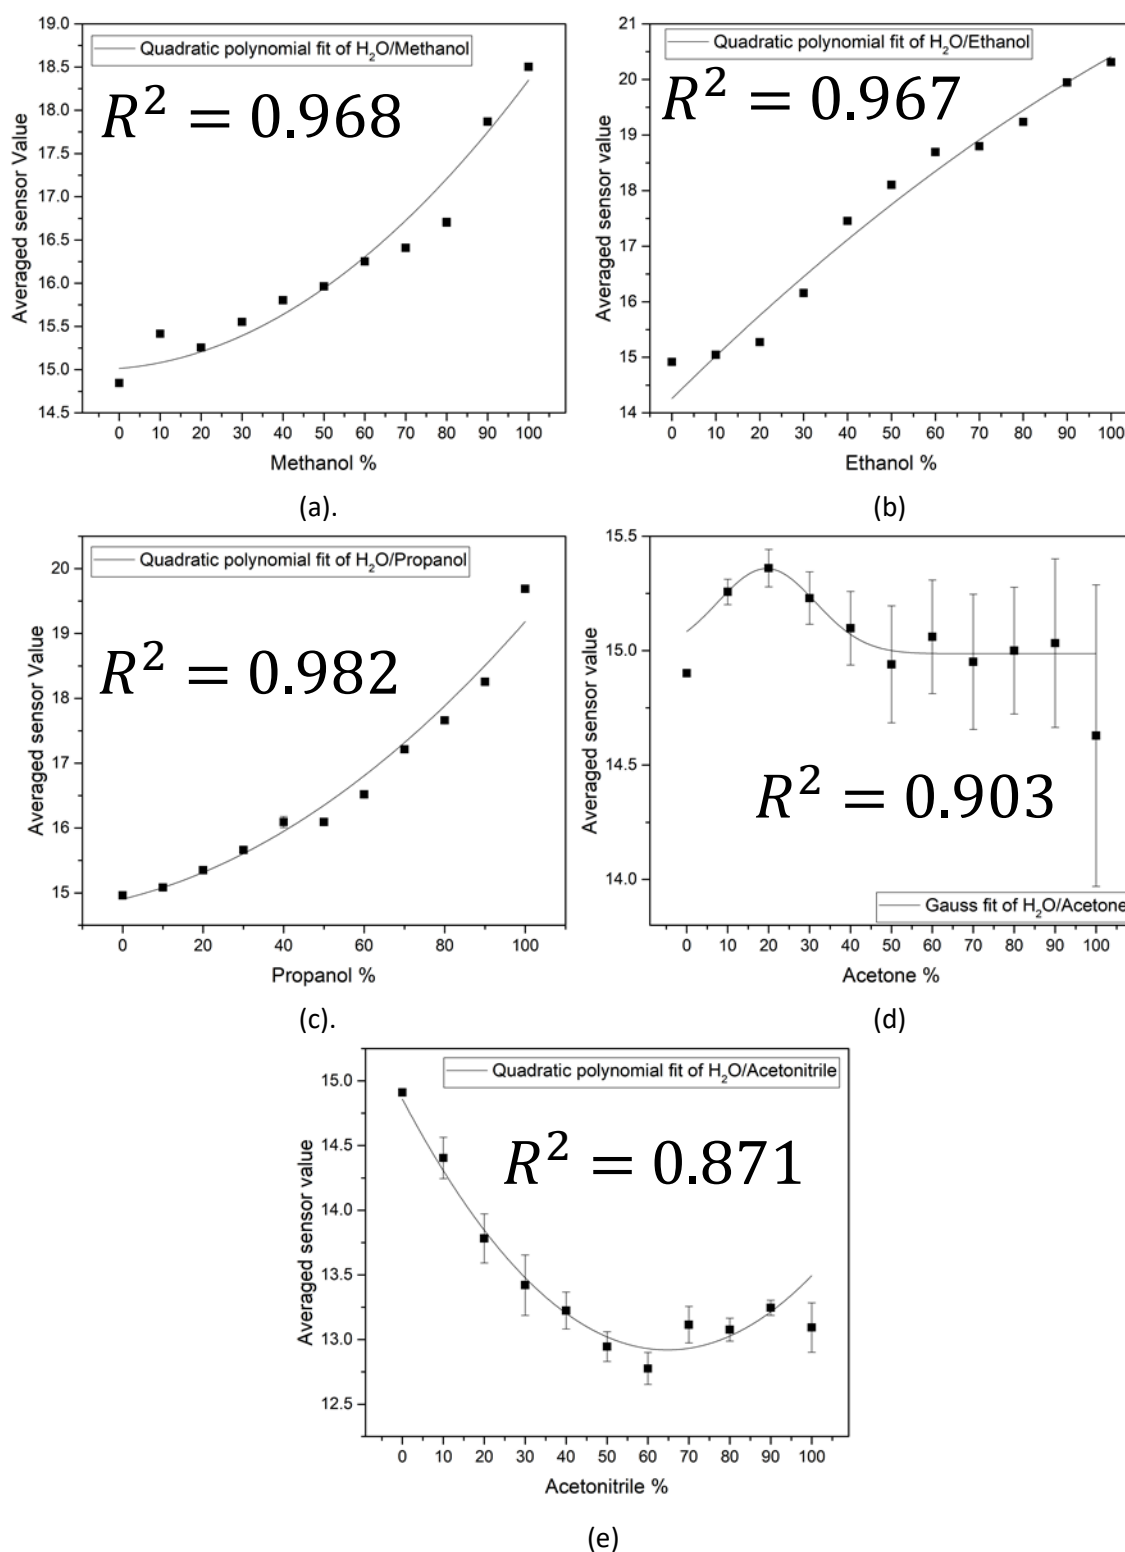 19.0
Quadratic polynomial fit of H₂O/Methanol
18.5
R² = 0.968
18.0
17.5
17.0
16.5
16.0
15.5
15.0
14.5
Averaged sensor Value
0 10 20 30 40 50 60 70 80 90 100
Methanol %
(a).
21
Quadratic polynomial fit of H₂O/Ethanol
20
R² = 0.967
19
18
17
16
15
14
Averaged sensor value
0 10 20 30 40 50 60 70 80 90 100
Ethanol %
(b)
Quadratic polynomial fit of H₂O/Propanol
20
19
R² = 0.982
18
17
16
15
Averaged sensor Value
0 20 40 60 80 100
Propanol %
(c).
15.5
15.0
14.5
R² = 0.903
14.0
Gauss fit of H₂O/Acetone
Averaged sensor value
0 10 20 30 40 50 60 70 80 90 100
Acetone %
(d)
Quadratic polynomial fit of H₂O/Acetonitrile
15.0
14.5
R² = 0.871
14.0
13.5
13.0
12.5
Averaged sensor value
0 10 20 30 40 50 60 70 80 90 100
Acetonitrile %
(e)